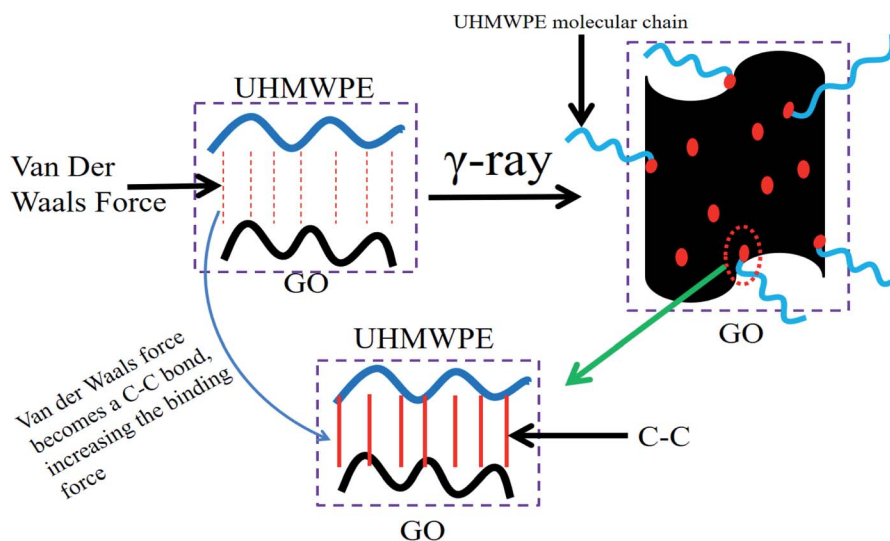 UHMWPE molecular chain
UHMWPE
Van Der
Waals Force
γ-ray
GO
GO
UHMWPE
Van der Waals force
becomes a C-C bond,
increasing the binding
force
C-C
GO